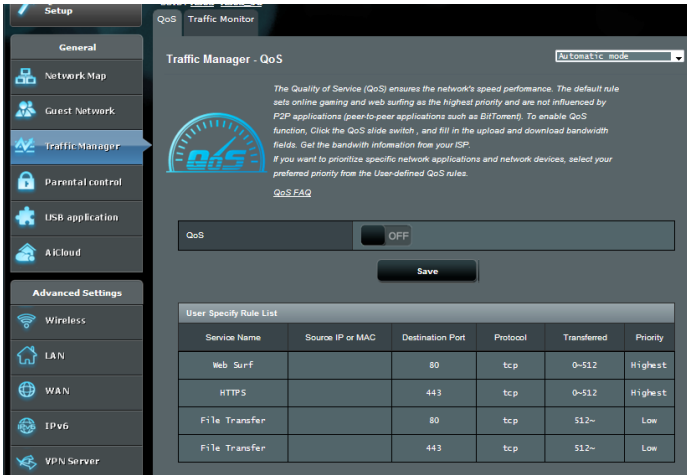 Setup
General
Network Map
Guest Network
Traffic Manager
Parental control
USB application
AiCloud
Advanced Settings
Wireless
LAN
WAN
IPv6
VPN Server
QoS Traffic Monitor
Traffic Manager - QoS
Automatic mode
The Quality of Service (QoS) ensures the network's speed performance. The default rule
sets online gaming and web surfing as the highest priority and are not influenced by
P2P applications (peer-to-peer applications such as BitTorrent). To enable QoS
function, Click the QoS slide switch , and fill in the upload and download bandwidth
fields. Get the bandwith information from your ISP.
If you want to prioritize specific network applications and network devices, select your
preferred priority from the User-defined QoS rules.
QoS FAQ
QoS
QoS OFF
Save
User Specify Rule List
Service Name Source IP or MAC Destination Port Protocol Transferred Priority
Web Surf 80 tcp 0~512 Highest
HTTPS 443 tcp 0~512 Highest
File Transfer 80 tcp 512~ Low
File Transfer 443 tcp 512~ Low